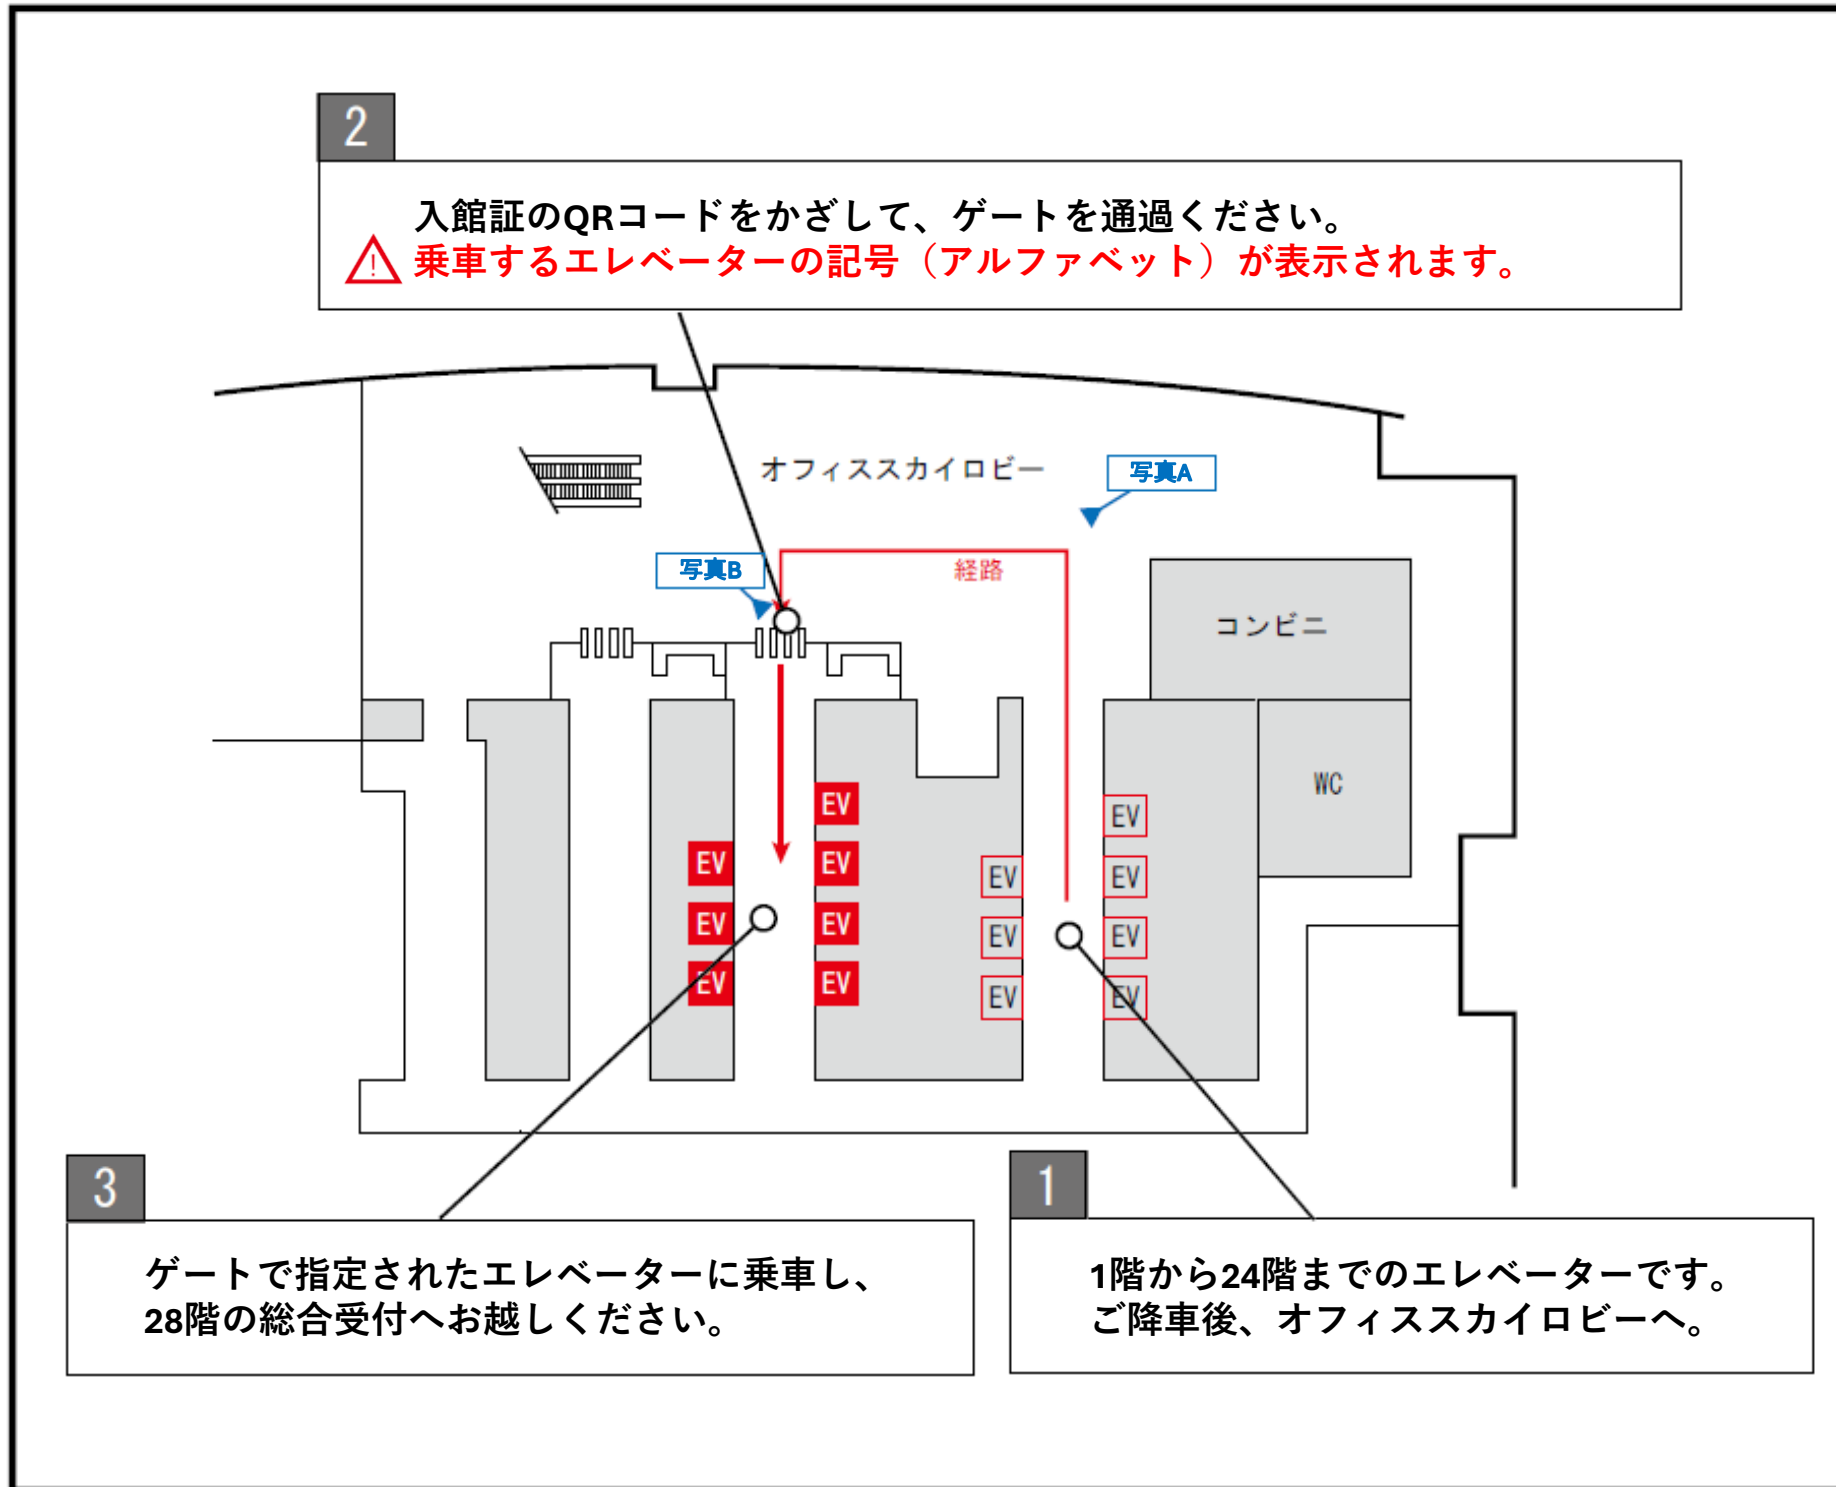 2
入館証のQRコードをかざして、ゲートを通過ください。
乗車するエレベーターの記号（アルファベット）が表示されます。
オフィススカイロビー
写真A
写真B
経路
コンビニ
WC
EV
EV
EV
EV
EV
EV
EV
EV
EV
EV
EV
EV
EV
EV
3
ゲートで指定されたエレベーターに乗車し、
28階の総合受付へお越しください。
1
1階から24階までのエレベーターです。
ご降車後、オフィススカイロビーへ。